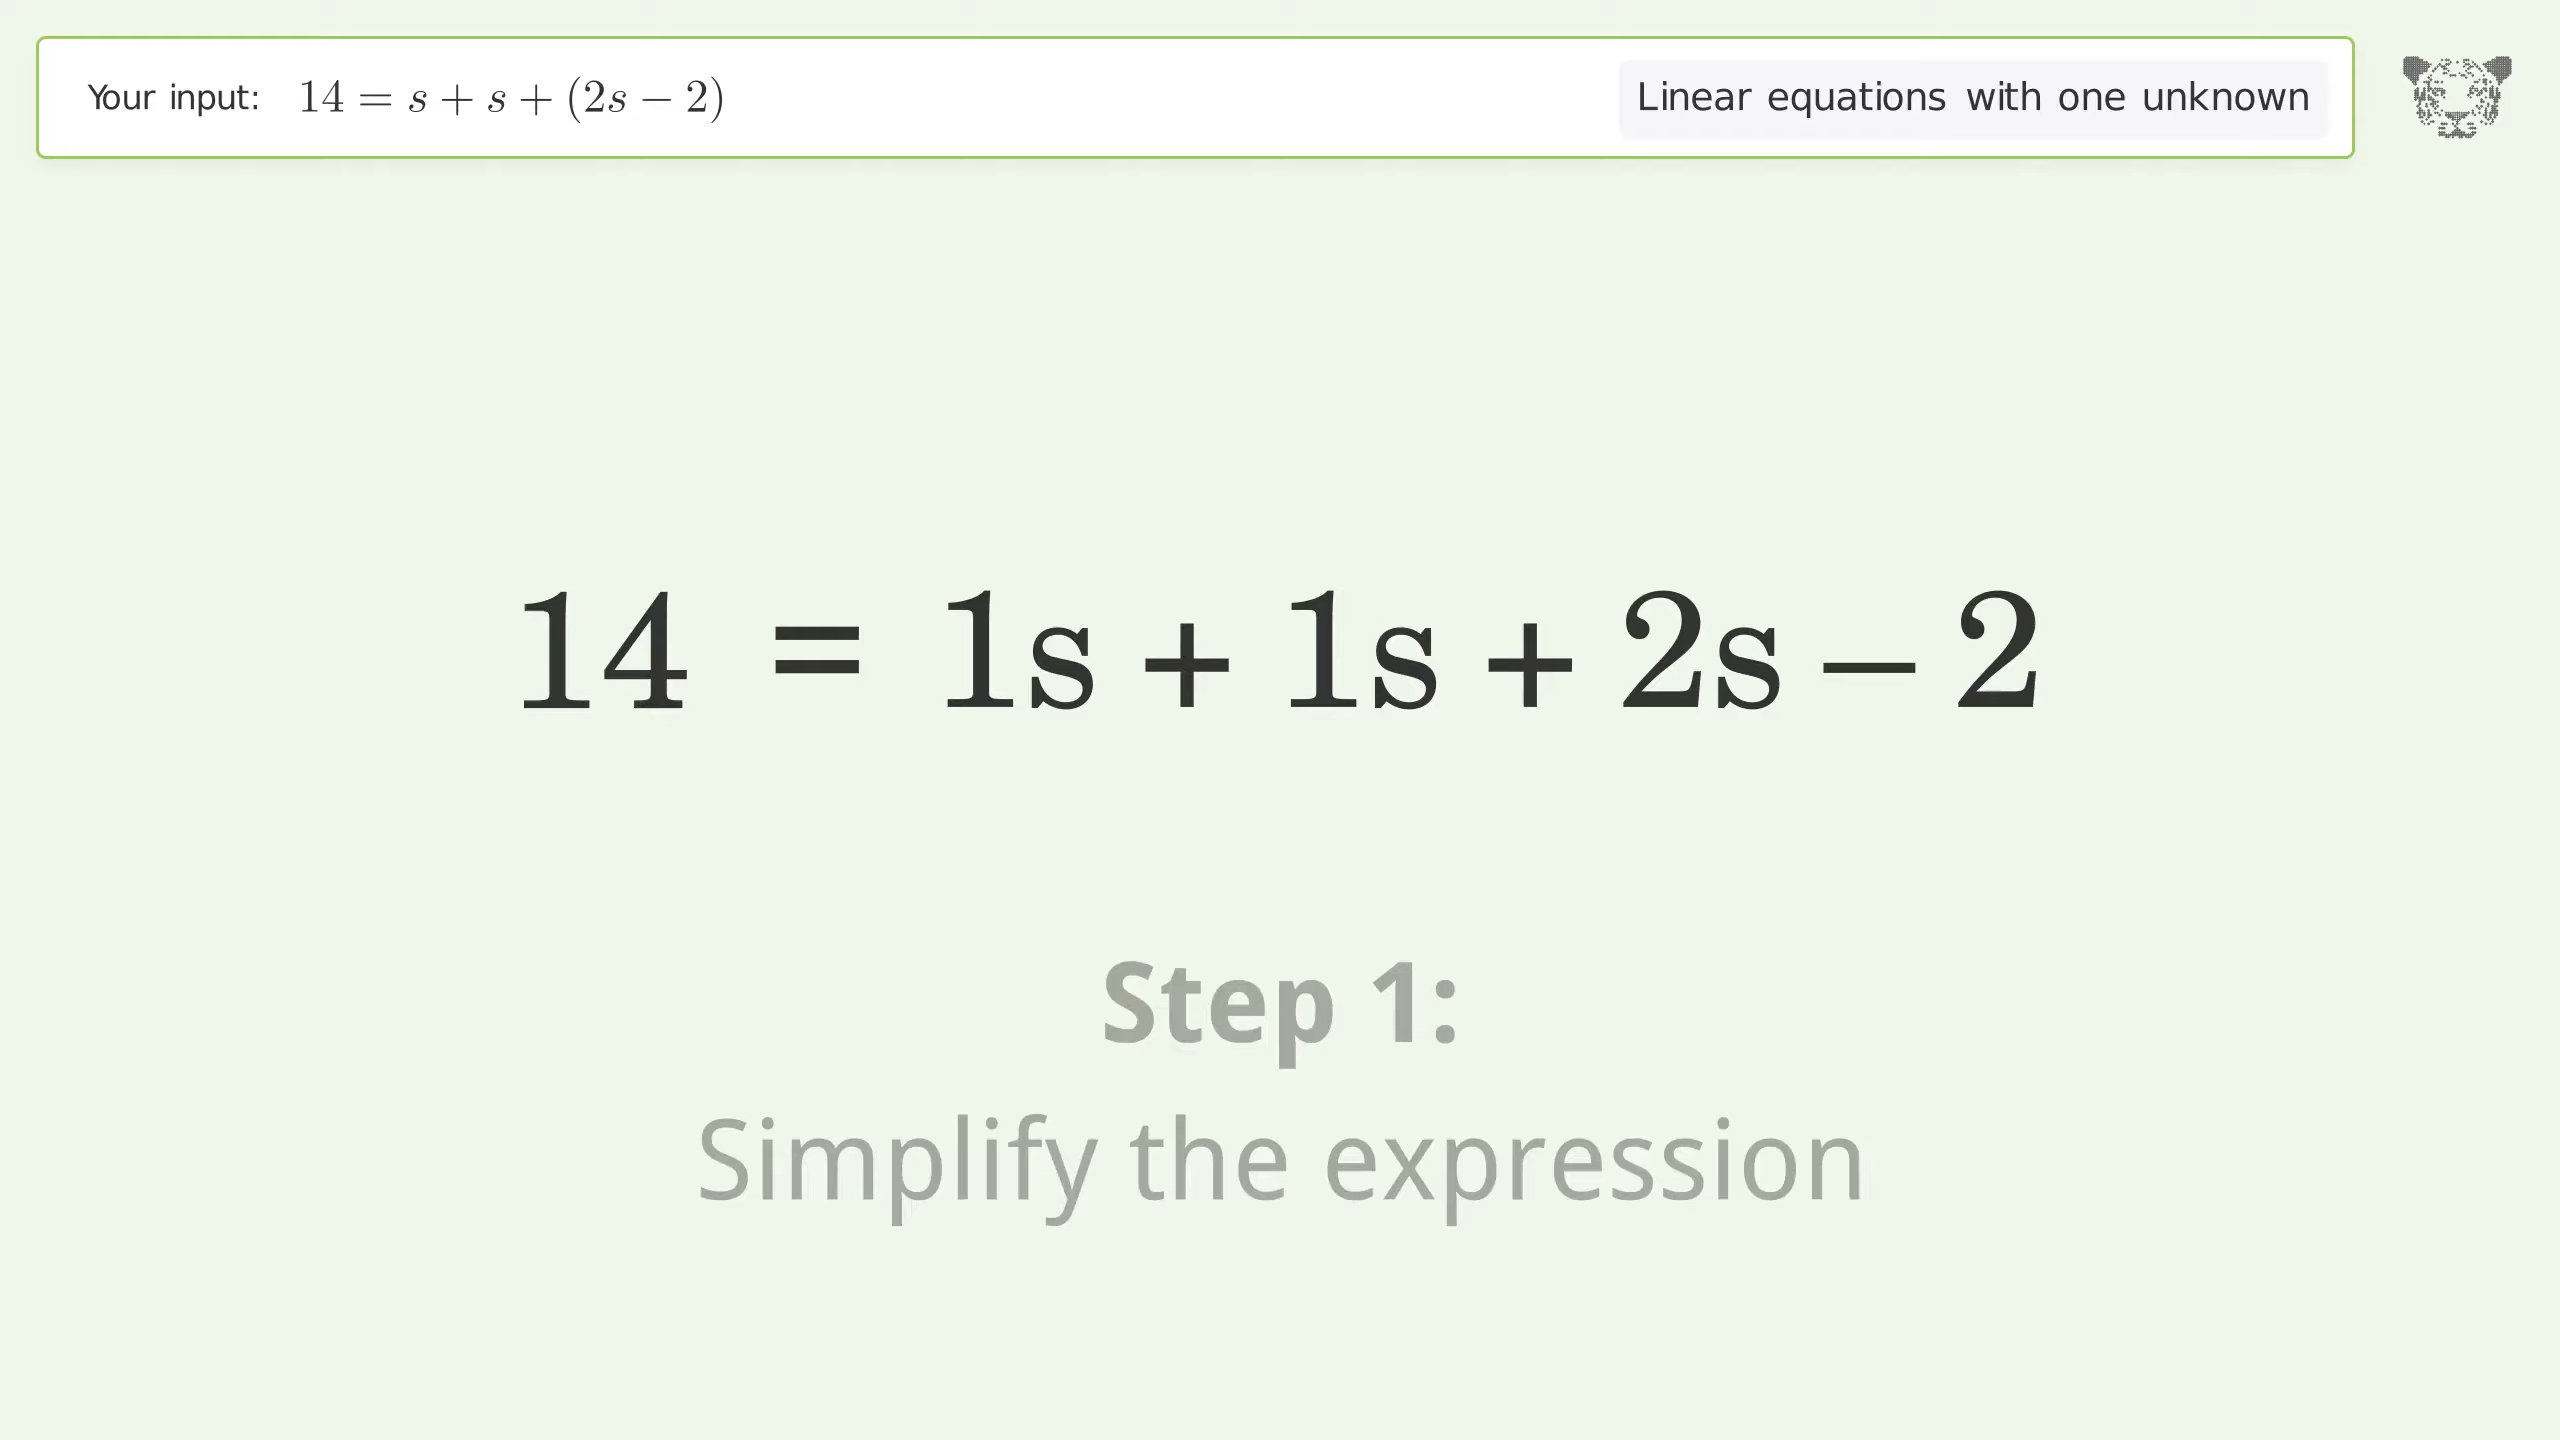 Your input: 14 = s + s + (2s − 2)
Linear equations with one unknown
14 = 1s + 1s + 2s − 2
Step 1:
Simplify the expression